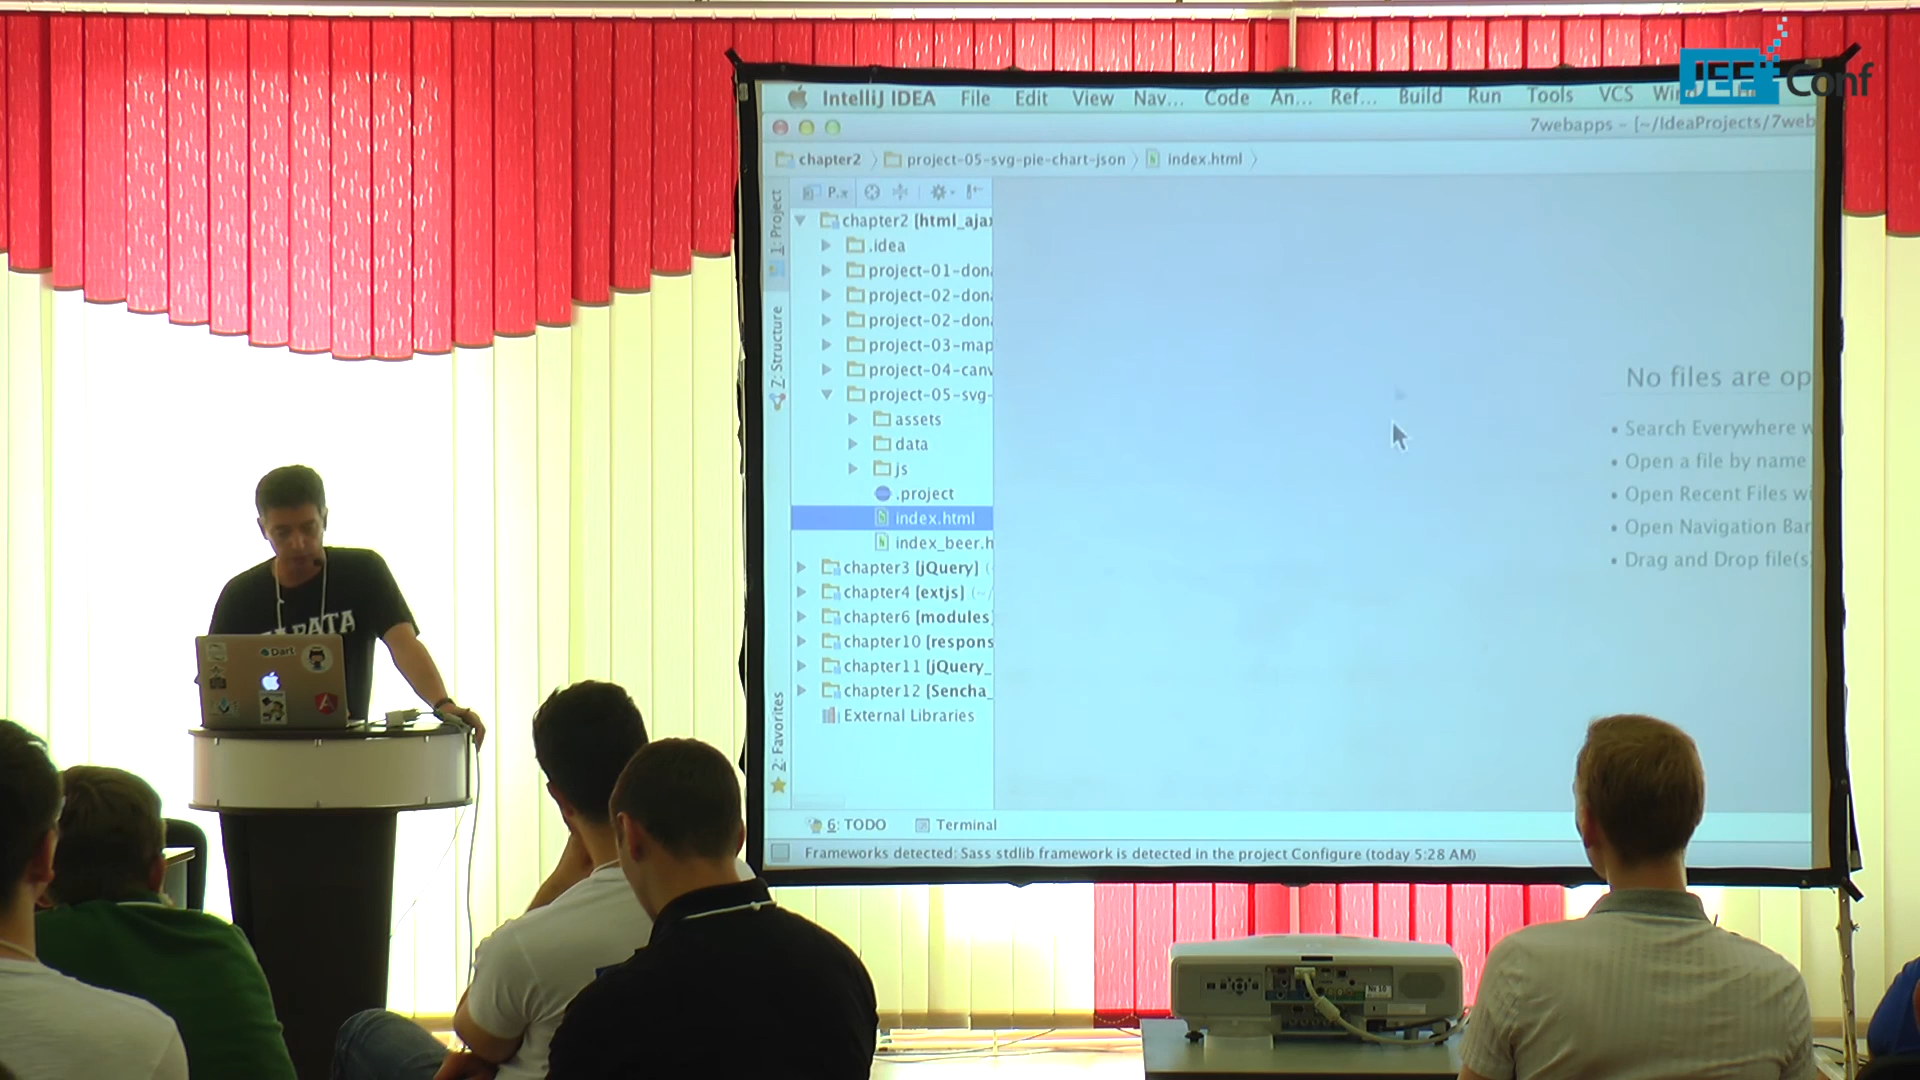 JEE Conf
IntelliJ IDEA File Edit View Nav... Code An... Ref... Build Run Tools VCS
7webapps - [~/IdeaProjects/7web
chapter2 project-05-svg-pie-chart-json index.html
1: Project
Z: Structure
2: Favorites
chapter2 [html_ajax
.idea
project-01-don
project-02-don
project-02-don
project-03-map
project-04-canv
project-05-svg-
assets
data
js
.project
index.html
index_beer.h
chapter3 [jQuery]
chapter4 [extjs]
chapter6 [modules]
chapter10 [respons
chapter11 [jQuery_
chapter12 [Sencha_
External Libraries
No files are op
• Search Everywhere w
• Open a file by name
• Open Recent Files wi
• Open Navigation Bar
• Drag and Drop file(s)
6: TODO Terminal
Frameworks detected: Sass stdlib framework is detected in the project Configure (today 5:28 AM)
Dart
№ 10